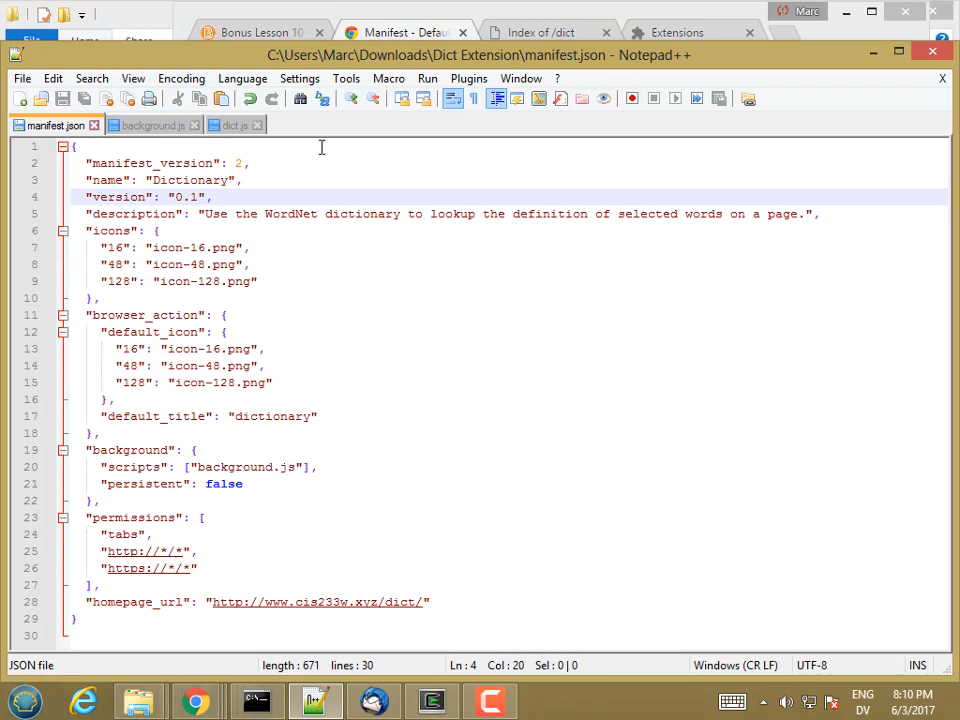 Bonus Lesson 10
Manifest - Defau
Index of /dict
Extensions
Marc
File
Home
Share
C:\Users\Marc\Downloads\Dict Extension\manifest.json - Notepad++
File Edit Search View Encoding Language Settings Tools Macro Run Plugins Window ? X
manifest.json background.js dict.js
1 {
2 "manifest_version": 2,
3 "name": "Dictionary",
4 "version": "0.1",
5 "description": "Use the WordNet dictionary to lookup the definition of selected words on a page.",
6 "icons": {
7 "16": "icon-16.png",
8 "48": "icon-48.png",
9 "128": "icon-128.png"
10 },
11 "browser_action": {
12 "default_icon": {
13 "16": "icon-16.png",
14 "48": "icon-48.png",
15 "128": "icon-128.png"
16 },
17 "default_title": "dictionary"
18 },
19 "background": {
20 "scripts": ["background.js"],
21 "persistent": false
22 },
23 "permissions": [
24 "tabs",
25 "http://*/*",
26 "https://*/*"
27 ],
28 "homepage_url": "http://www.cis233w.xyz/dict/"
29 }
30
JSON file length : 671 lines : 30 Ln : 4 Col : 20 Sel : 0 | 0 Windows (CR LF) UTF-8 INS
ENG 8:10 PM
DV 6/3/2017